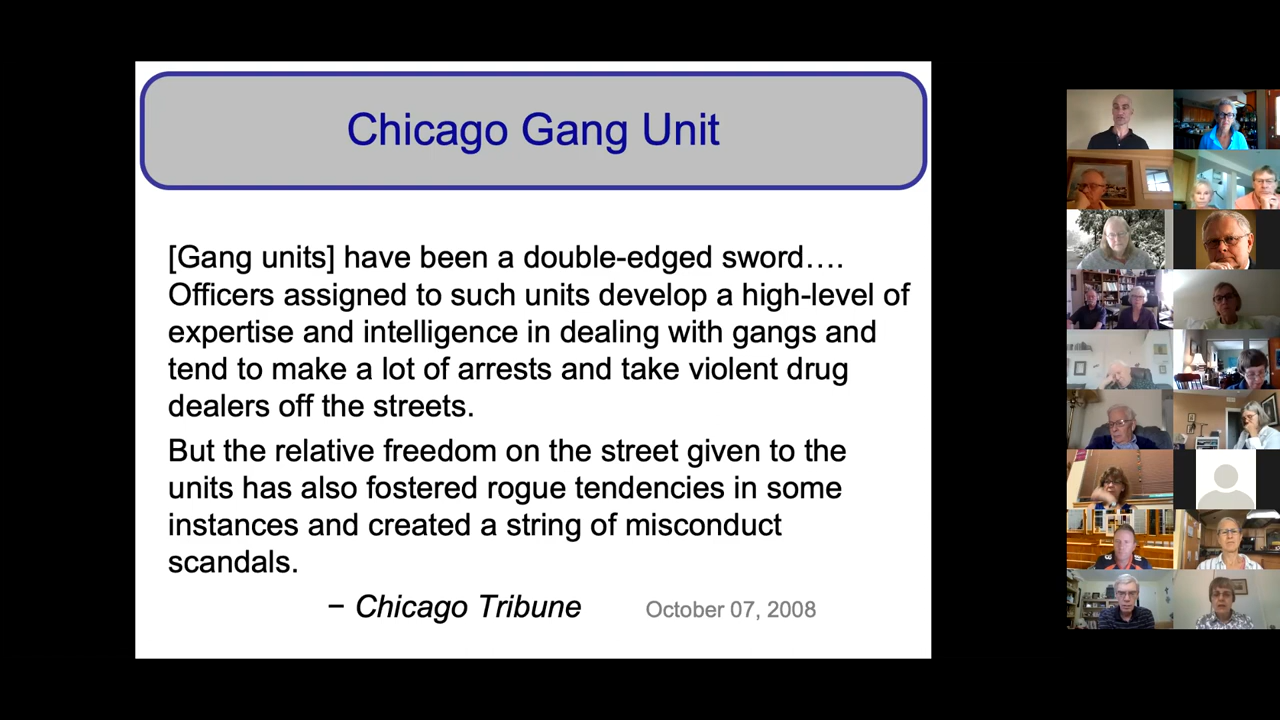 Chicago Gang Unit
[Gang units] have been a double-edged sword….
Officers assigned to such units develop a high-level of
expertise and intelligence in dealing with gangs and
tend to make a lot of arrests and take violent drug
dealers off the streets.
But the relative freedom on the street given to the
units has also fostered rogue tendencies in some
instances and created a string of misconduct
scandals.
− Chicago Tribune October 07, 2008